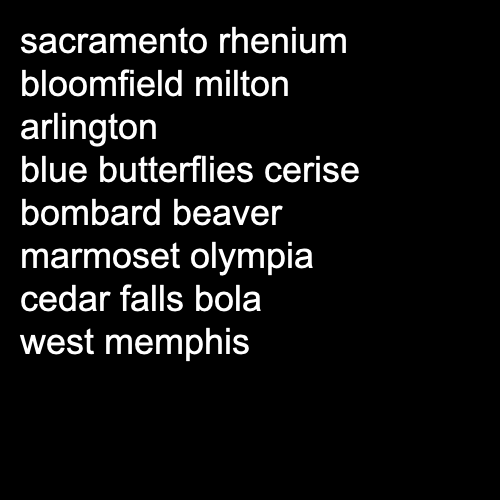 sacramento rhenium
bloomfield milton
arlington
blue butterflies cerise
bombard beaver
marmoset olympia
cedar falls bola
west memphis